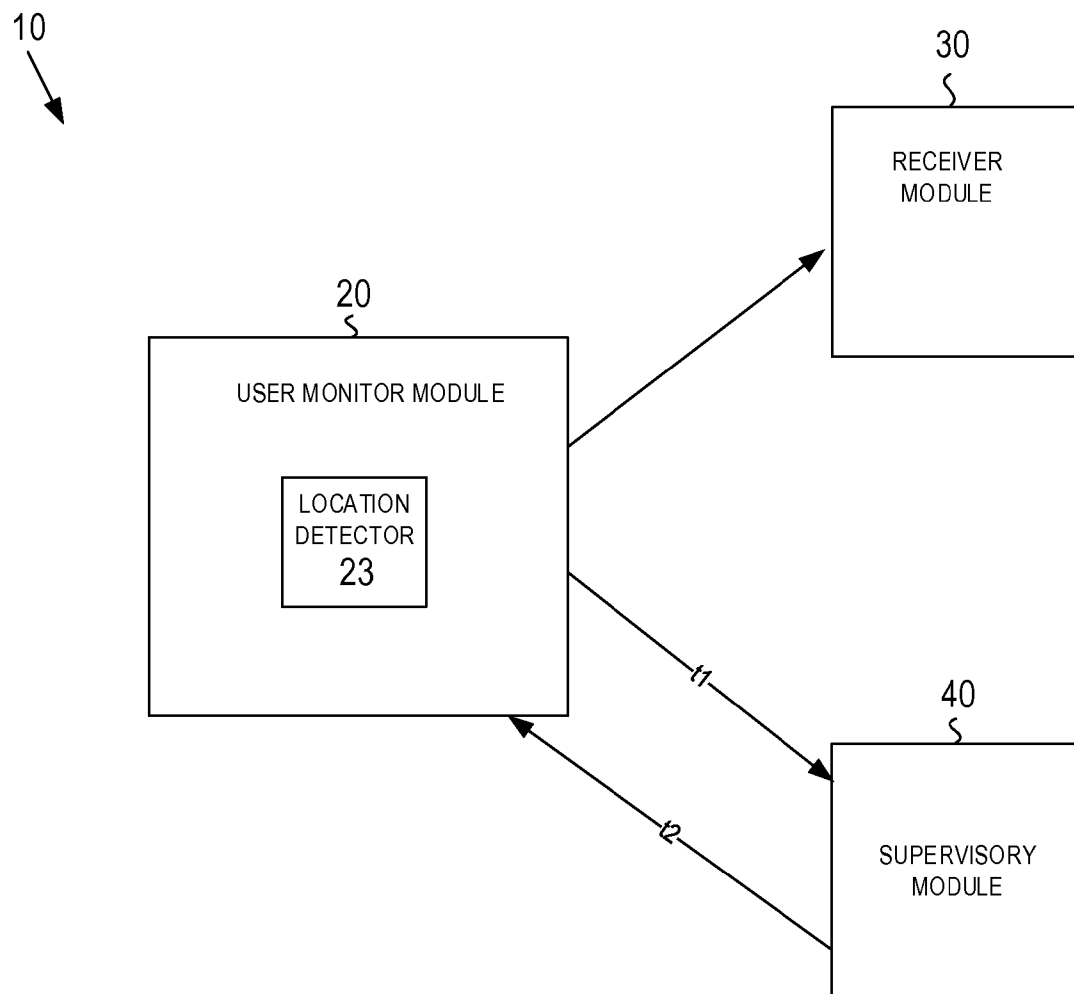 10
30
RECEIVER
MODULE
20
USER MONITOR MODULE
LOCATION
DETECTOR
23
t1
40
t2
SUPERVISORY
MODULE